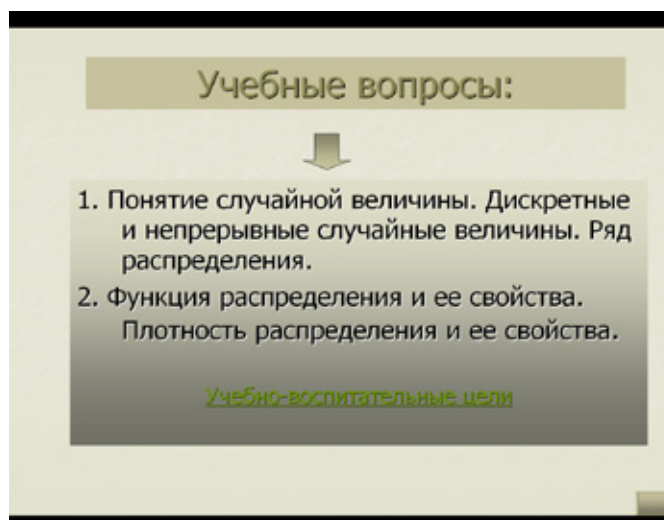 Учебные вопросы:
1. Понятие случайной величины. Дискретные
и непрерывные случайные величины. Ряд
распределения.
2. Функция распределения и ее свойства.
Плотность распределения и ее свойства.
Учебно-воспитательные цели